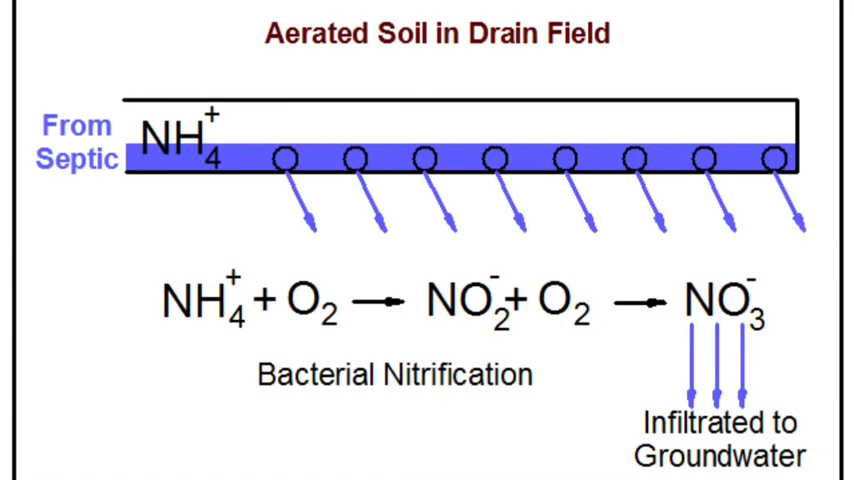 Aerated Soil in Drain Field
From
Septic
NH₄⁺
NH₄⁺ + O₂ → NO₂⁻ + O₂ → NO₃⁻
Bacterial Nitrification
Infiltrated to
Groundwater